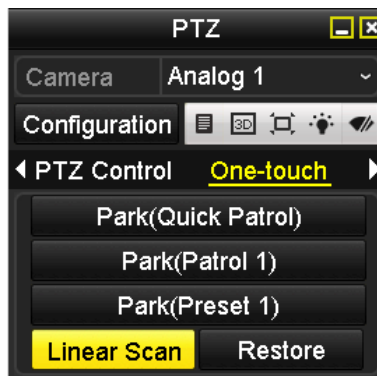 PTZ
Camera Analog 1
Configuration 3D
PTZ Control One-touch
Park(Quick Patrol)
Park(Patrol 1)
Park(Preset 1)
Linear Scan Restore